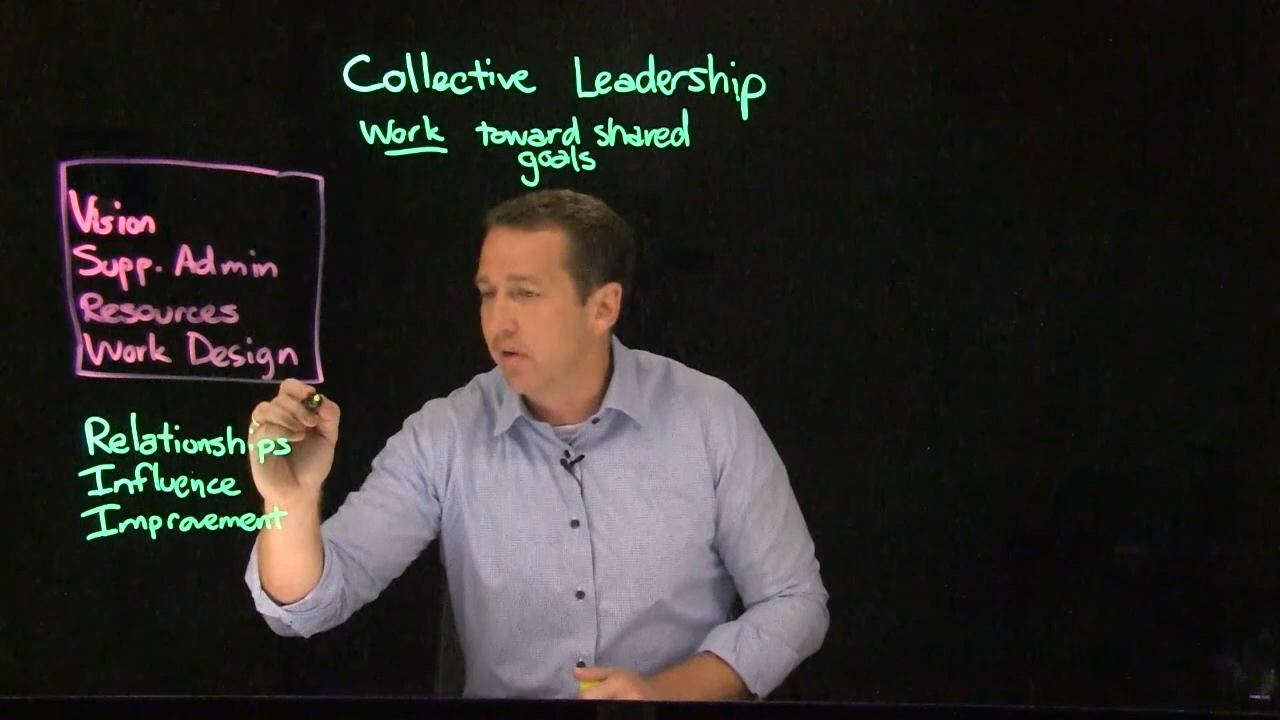 Collective Leadership
Work toward shared
goals
Vision
Supp. Admin
Resources
Work Design
Relationships
Influence
Improvement